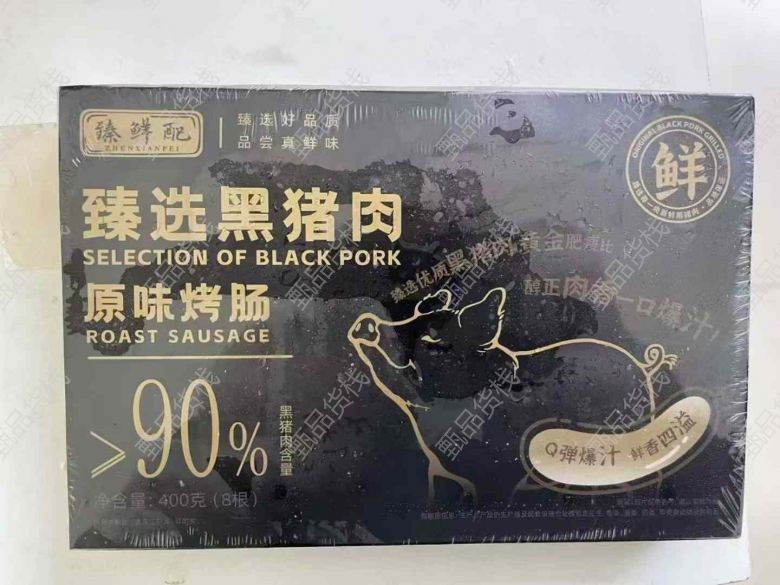 臻鲜配
ZHENXIANPEI
臻选好品质
品尝真鲜味
ORIGINAL BLACK PORK GRILLED
鲜
臻选黑猪肉
SELECTION OF BLACK PORK
原味烤肠
ROAST SAUSAGE
臻选优质黑猪肉 黄金肥瘦比
醇正肉香一口爆汁
≥90%
黑猪肉含量
Q弹爆汁 鲜香四溢
净含量：400克（8根）
甄品货栈